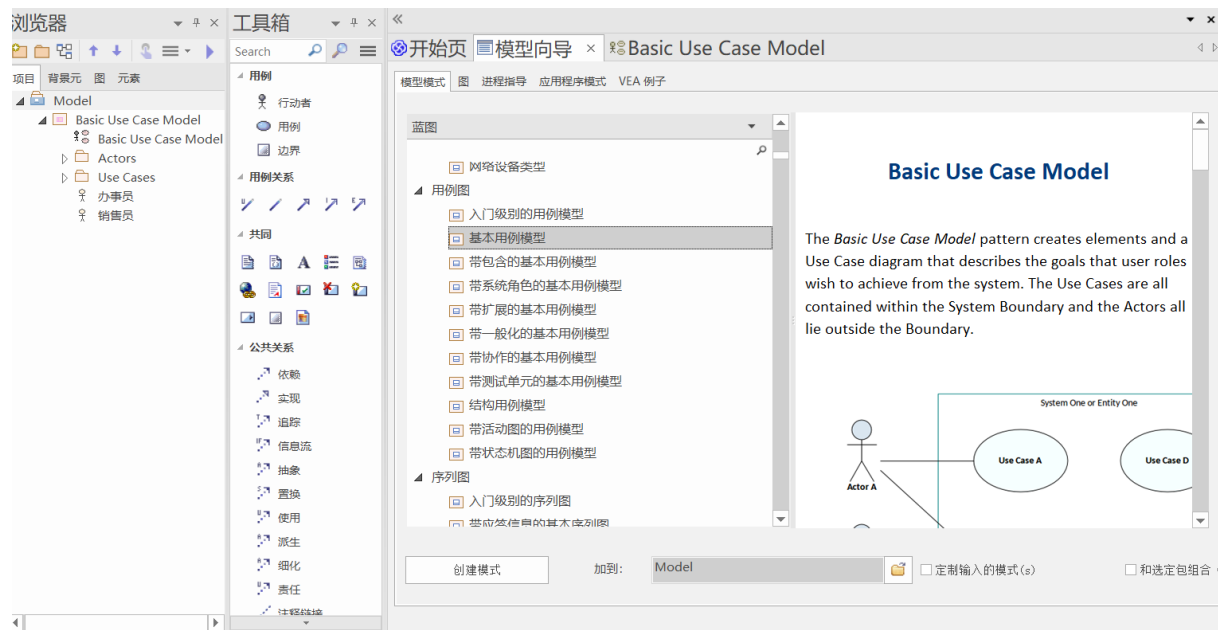 浏览器
项目 背景元 图 元素
Model
Basic Use Case Model
Basic Use Case Model
Actors
Use Cases
办事员
销售员
工具箱
Search
用例
行动者
用例
边界
用例关系
共同
公共关系
依赖
实现
追踪
信息流
抽象
置换
使用
派生
细化
责任
注释链接
开始页 模型向导 × Basic Use Case Model
模型模式 图 进程指导 应用程序模式 VEA 例子
蓝图
网络设备类型
用例图
入门级别的用例模型
基本用例模型
带包含的基本用例模型
带系统角色的基本用例模型
带扩展的基本用例模型
带一般化的基本用例模型
带协作的基本用例模型
带测试单元的基本用例模型
结构用例模型
带活动图的用例模型
带状态机图的用例模型
序列图
入门级别的序列图
带应答信息的基本序列图
Basic Use Case Model
The Basic Use Case Model pattern creates elements and a
Use Case diagram that describes the goals that user roles
wish to achieve from the system. The Use Cases are all
contained within the System Boundary and the Actors all
lie outside the Boundary.
System One or Entity One
Use Case A
Use Case D
Actor A
创建模式 加到: Model 定制输入的模式(s) 和选定包组合